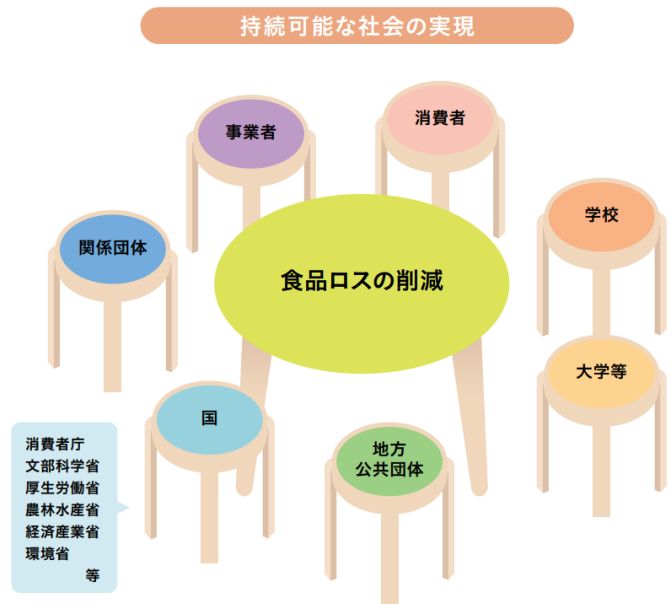 持続可能な社会の実現
事業者
消費者
学校
関係団体
食品ロスの削減
大学等
国
地方
公共団体
消費者庁
文部科学省
厚生労働省
農林水産省
経済産業省
環境省
等